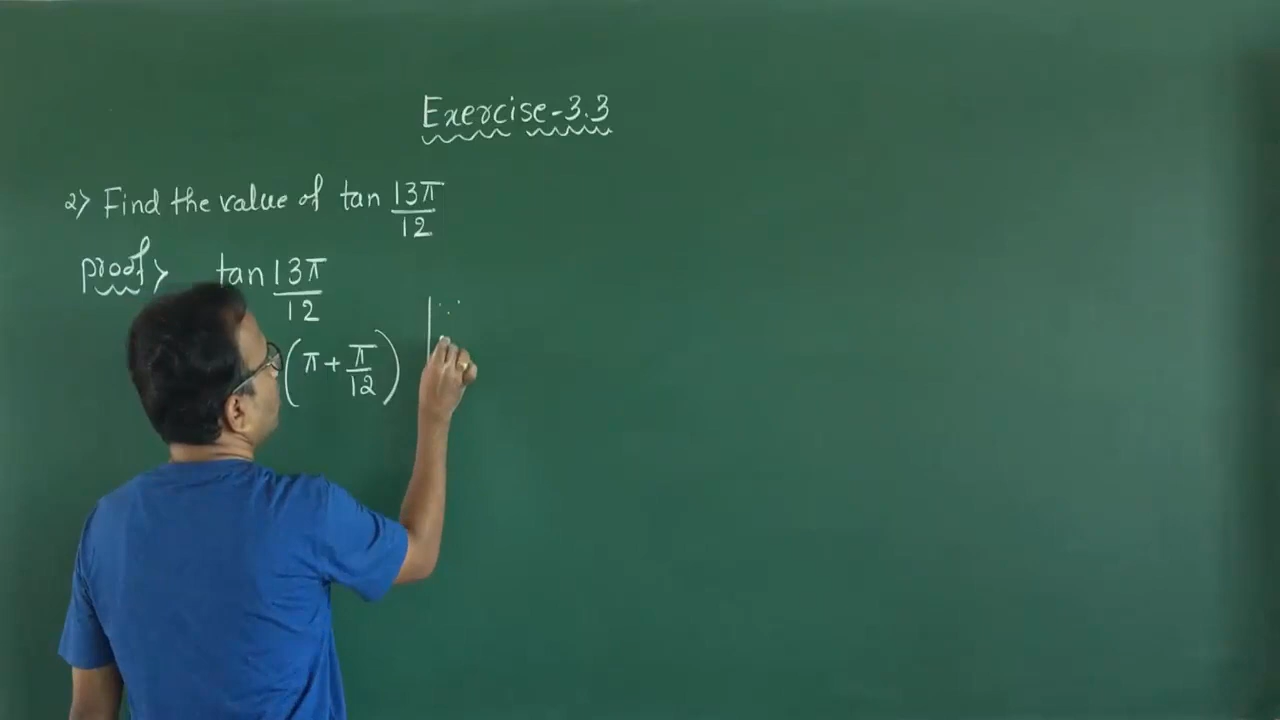 Exercise-3.3
2> Find the value of tan 13π/12
proof> tan 13π/12
(π + π/12) ∵